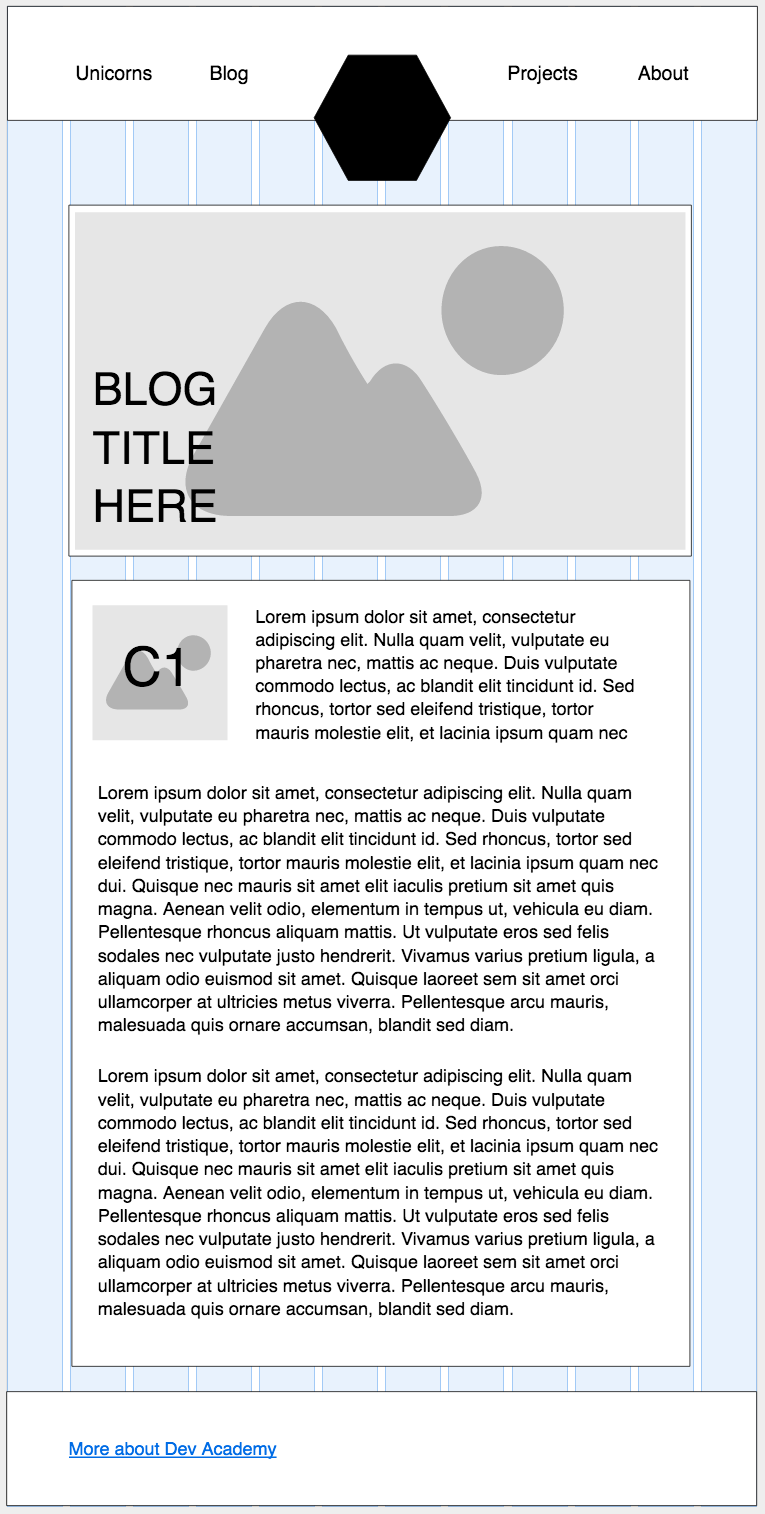 Unicorns Blog Projects About
BLOG
TITLE
HERE
C1
Lorem ipsum dolor sit amet, consectetur
adipiscing elit. Nulla quam velit, vulputate eu
pharetra nec, mattis ac neque. Duis vulputate
commodo lectus, ac blandit elit tincidunt id. Sed
rhoncus, tortor sed eleifend tristique, tortor
mauris molestie elit, et lacinia ipsum quam nec
Lorem ipsum dolor sit amet, consectetur adipiscing elit. Nulla quam
velit, vulputate eu pharetra nec, mattis ac neque. Duis vulputate
commodo lectus, ac blandit elit tincidunt id. Sed rhoncus, tortor sed
eleifend tristique, tortor mauris molestie elit, et lacinia ipsum quam nec
dui. Quisque nec mauris sit amet elit iaculis pretium sit amet quis
magna. Aenean velit odio, elementum in tempus ut, vehicula eu diam.
Pellentesque rhoncus aliquam mattis. Ut vulputate eros sed felis
sodales nec vulputate justo hendrerit. Vivamus varius pretium ligula, a
aliquam odio euismod sit amet. Quisque laoreet sem sit amet orci
ullamcorper at ultricies metus viverra. Pellentesque arcu mauris,
malesuada quis ornare accumsan, blandit sed diam.
Lorem ipsum dolor sit amet, consectetur adipiscing elit. Nulla quam
velit, vulputate eu pharetra nec, mattis ac neque. Duis vulputate
commodo lectus, ac blandit elit tincidunt id. Sed rhoncus, tortor sed
eleifend tristique, tortor mauris molestie elit, et lacinia ipsum quam nec
dui. Quisque nec mauris sit amet elit iaculis pretium sit amet quis
magna. Aenean velit odio, elementum in tempus ut, vehicula eu diam.
Pellentesque rhoncus aliquam mattis. Ut vulputate eros sed felis
sodales nec vulputate justo hendrerit. Vivamus varius pretium ligula, a
aliquam odio euismod sit amet. Quisque laoreet sem sit amet orci
ullamcorper at ultricies metus viverra. Pellentesque arcu mauris,
malesuada quis ornare accumsan, blandit sed diam.
More about Dev Academy